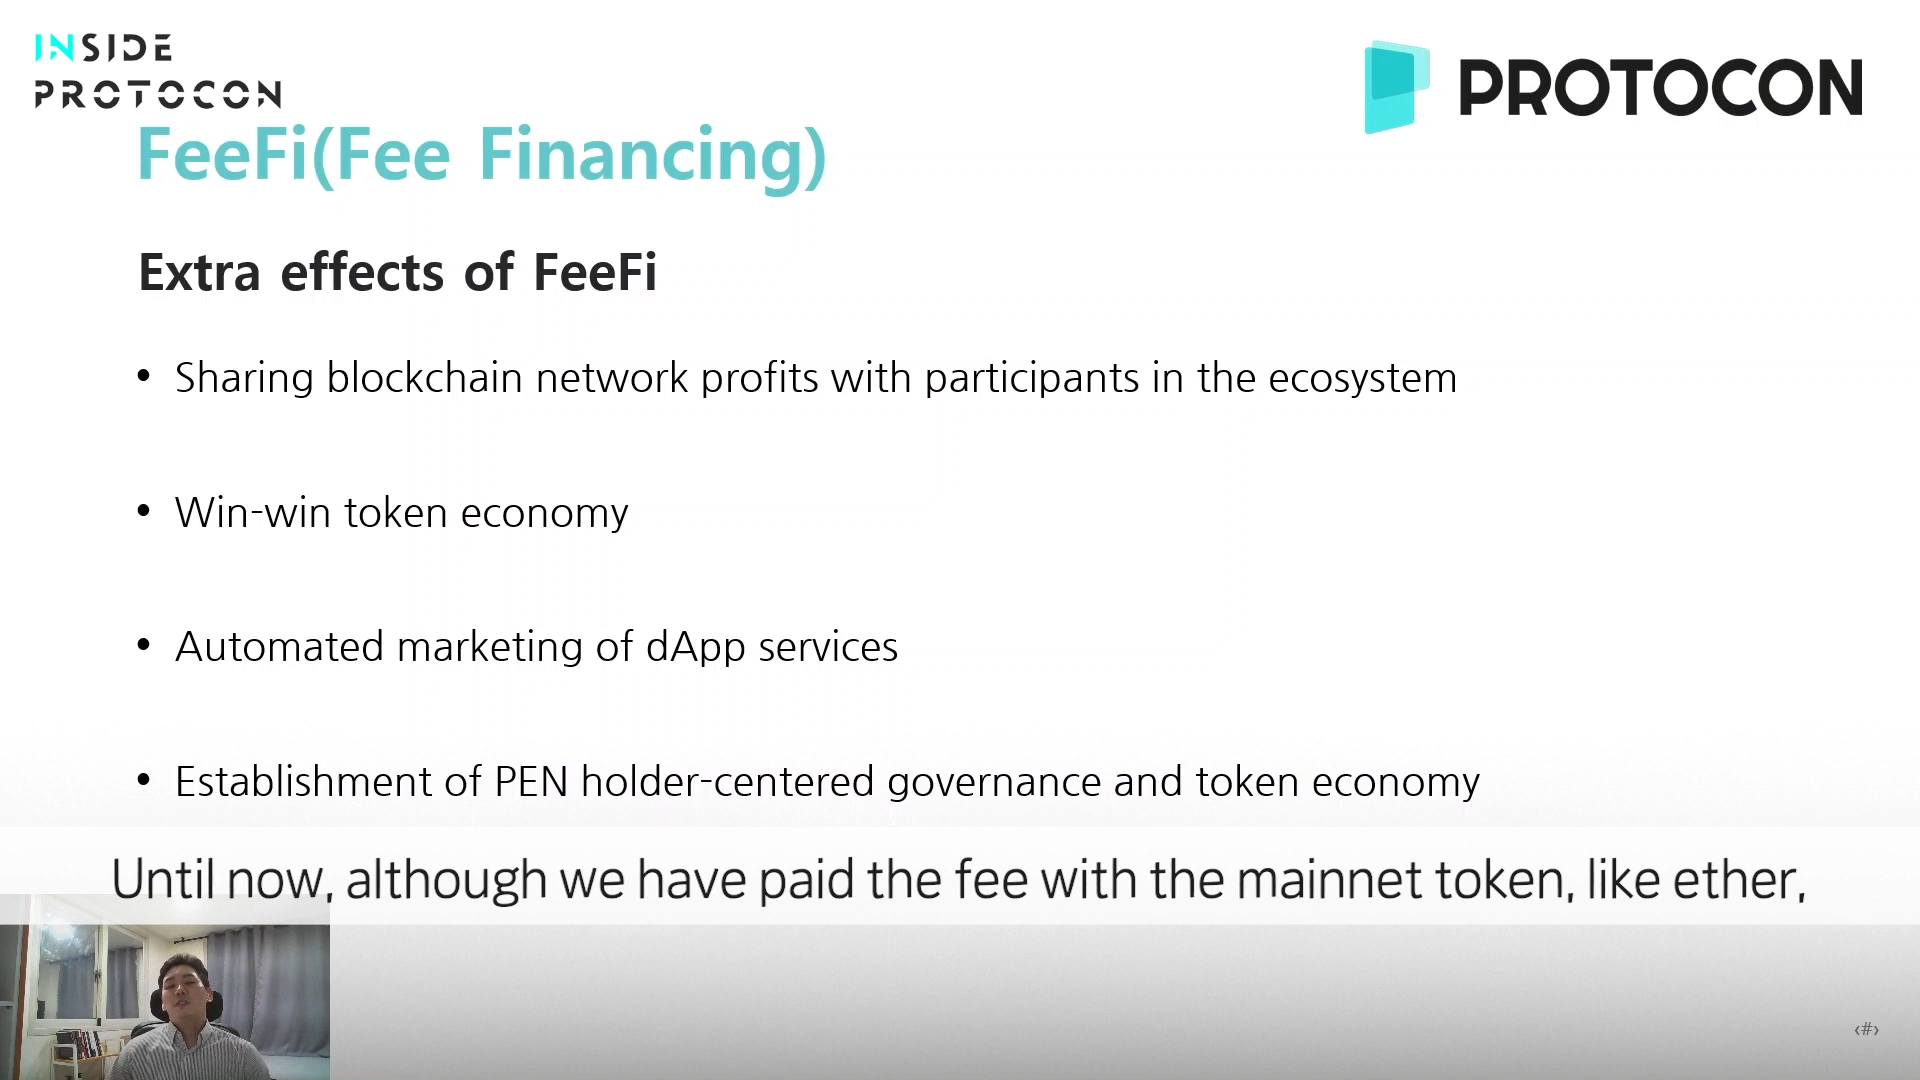 INSIDE
PROTOCON
PROTOCON
FeeFi(Fee Financing)
Extra effects of FeeFi
• Sharing blockchain network profits with participants in the ecosystem
• Win-win token economy
• Automated marketing of dApp services
• Establishment of PEN holder-centered governance and token economy
Until now, although we have paid the fee with the mainnet token, like ether,
‹#›